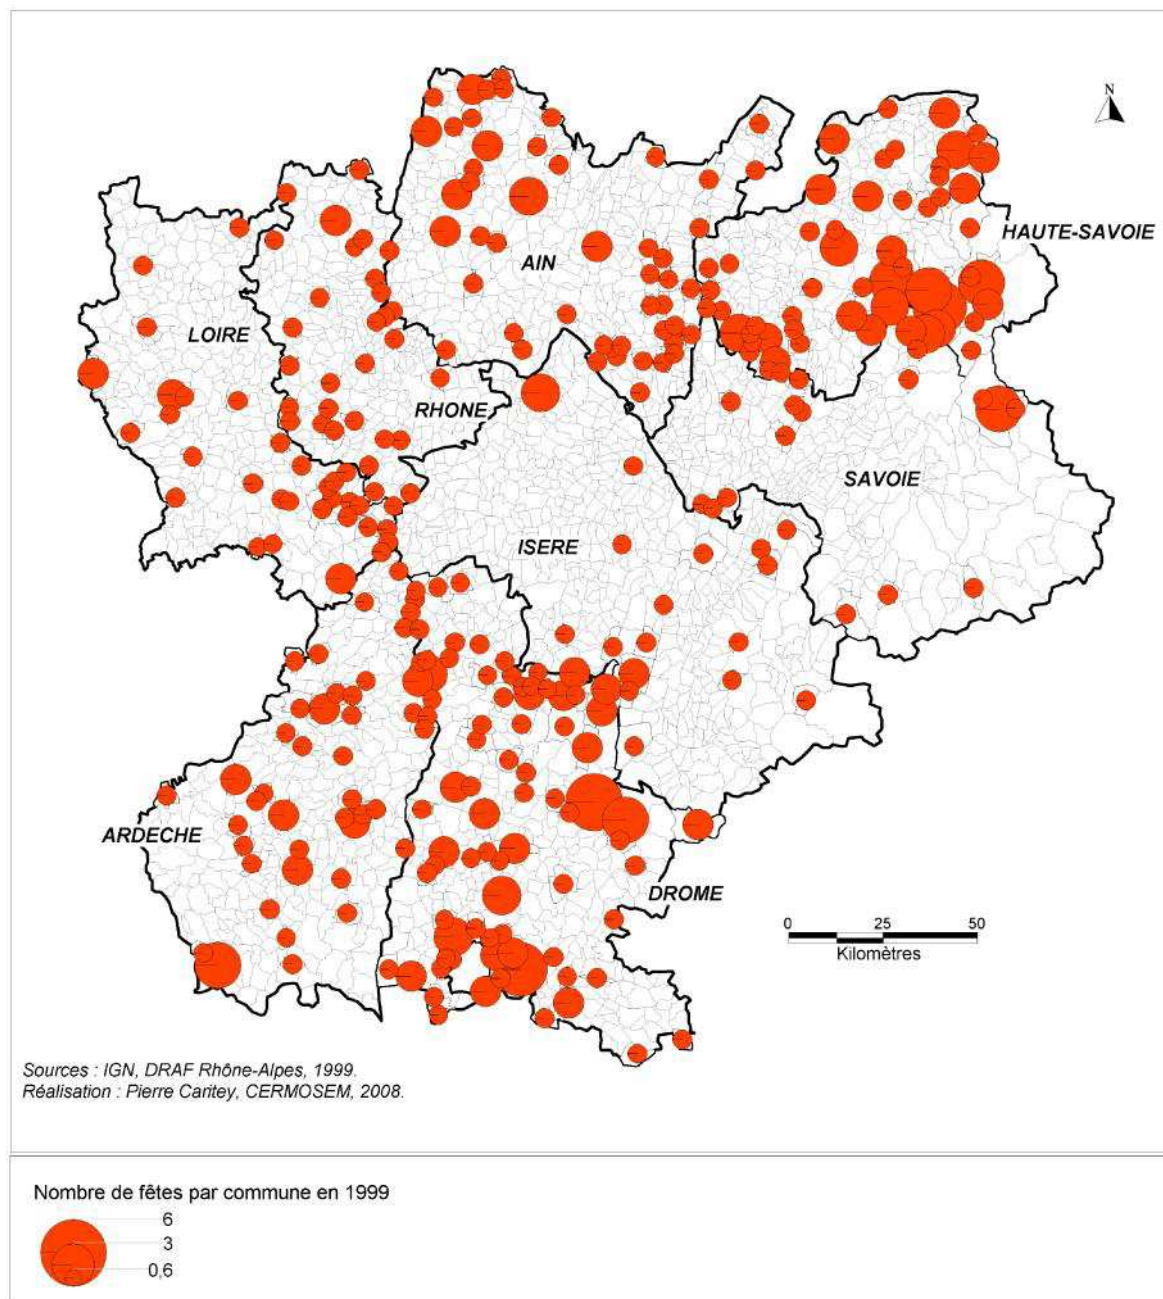 N
HAUTE-SAVOIE
AIN
LOIRE
RHONE
SAVOIE
ISERE
ARDECHE
DROME
0 25 50
Kilomètres
Sources : IGN, DRAF Rhône-Alpes, 1999.
Réalisation : Pierre Caritey, CERMOSEM, 2008.
Nombre de fêtes par commune en 1999
6
3
0,6